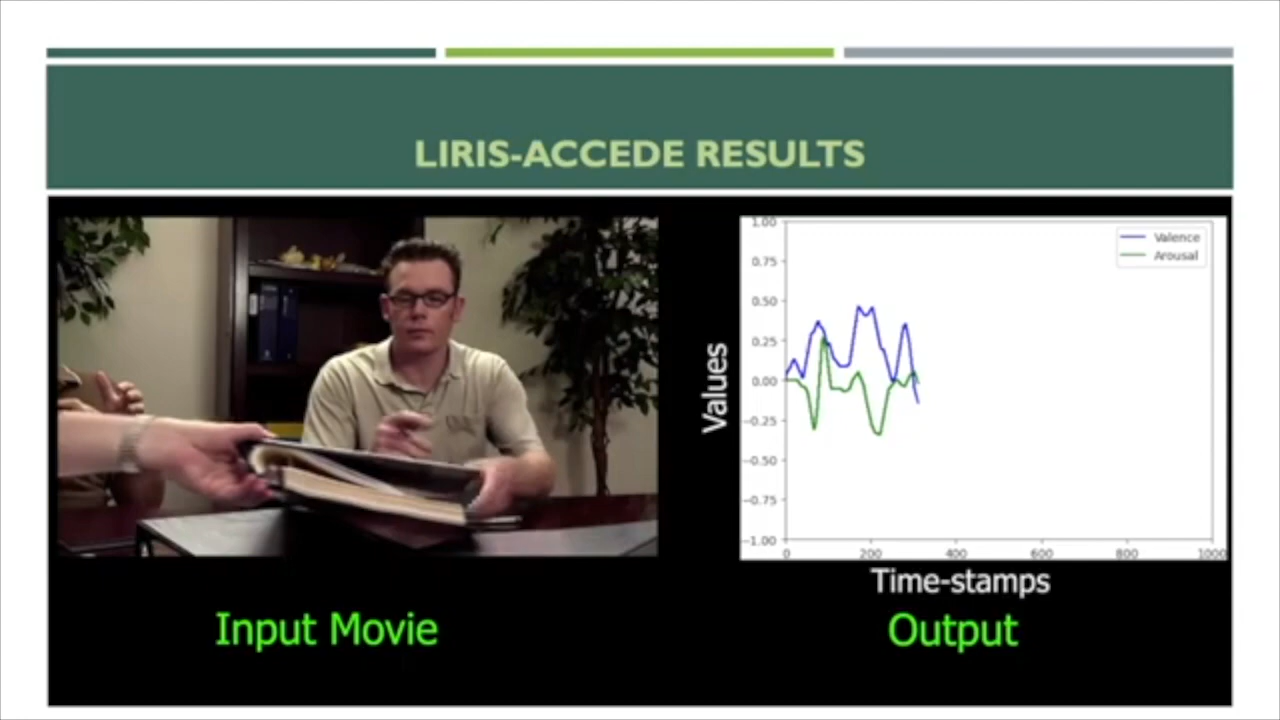 LIRIS-ACCEDE RESULTS
1.00
0.75
0.50
0.25
0.00
−0.25
−0.50
−0.75
−1.00
0 200 400 600 800 1000
Valence
Arousal
Values
Time-stamps
Input Movie
Output